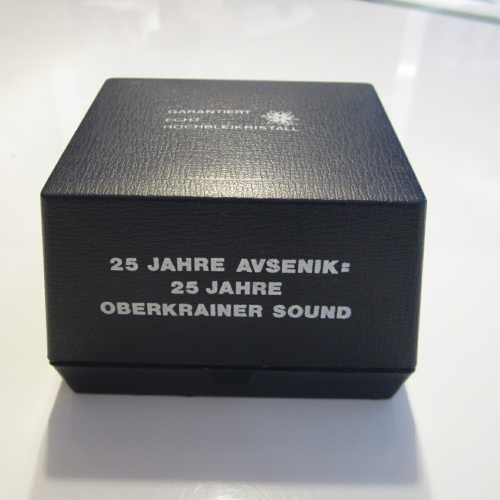 GARANTIERT
ECHT
HOCHBLEIKRISTALL
25 JAHRE AVSENIK=
25 JAHRE
OBERKRAINER SOUND